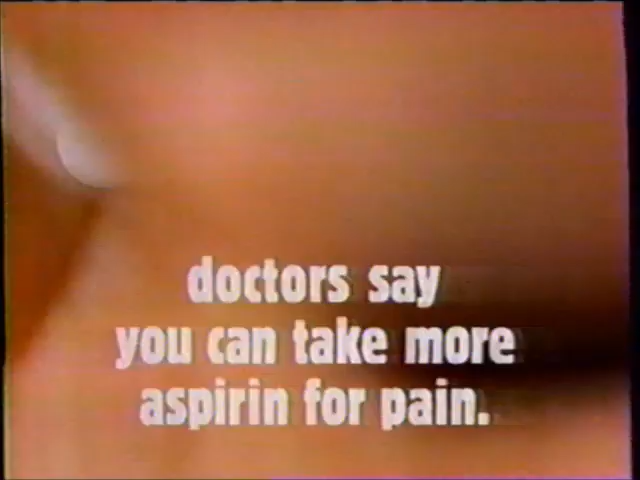 doctors say
you can take more
aspirin for pain.